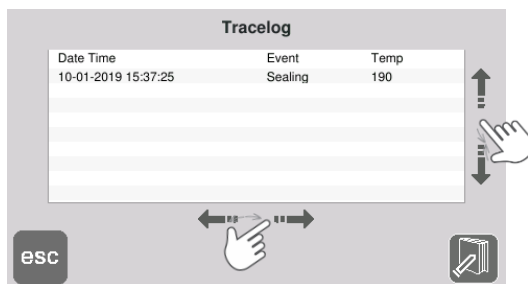 Tracelog
Date Time Event Temp
10-01-2019 15:37:25 Sealing 190
esc